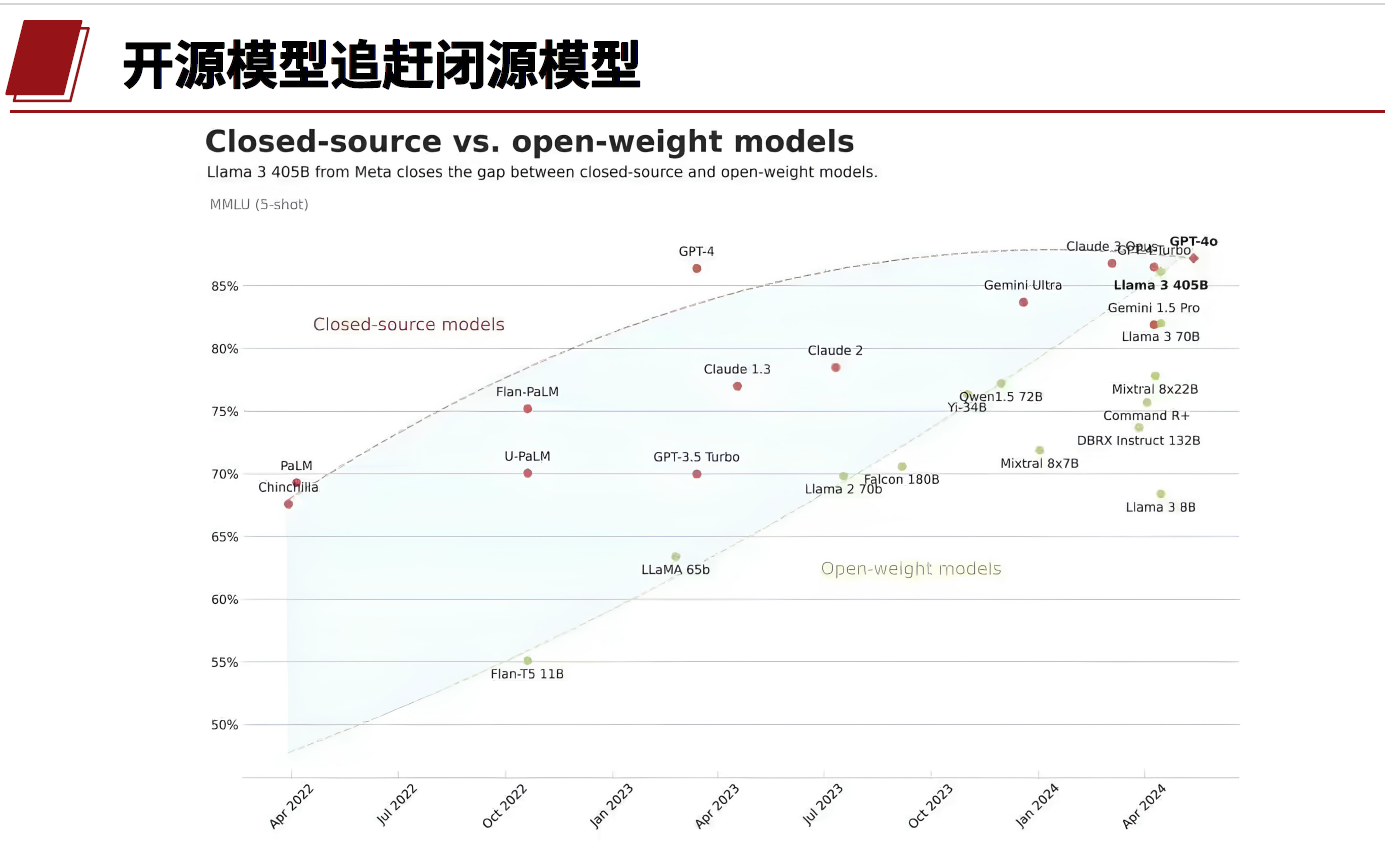 开源模型追赶闭源模型
Closed-source vs. open-weight models
Llama 3 405B from Meta closes the gap between closed-source and open-weight models.
MMLU (5-shot)
GPT-4o
Claude 3 Opus
GPT-4 Turbo
GPT-4
85%
Gemini Ultra
Llama 3 405B
Gemini 1.5 Pro
Closed-source models
Llama 3 70B
80%
Claude 2
Claude 1.3
Flan-PaLM
Mixtral 8x22B
Qwen1.5 72B
Yi-34B
75%
Command R+
DBRX Instruct 132B
U-PaLM
GPT-3.5 Turbo
Mixtral 8x7B
PaLM
70%
Falcon 180B
Chinchilla
Llama 2 70b
Llama 3 8B
65%
LLaMA 65b
Open-weight models
60%
55%
Flan-T5 11B
50%
Apr 2022
Jul 2022
Oct 2022
Jan 2023
Apr 2023
Jul 2023
Oct 2023
Jan 2024
Apr 2024